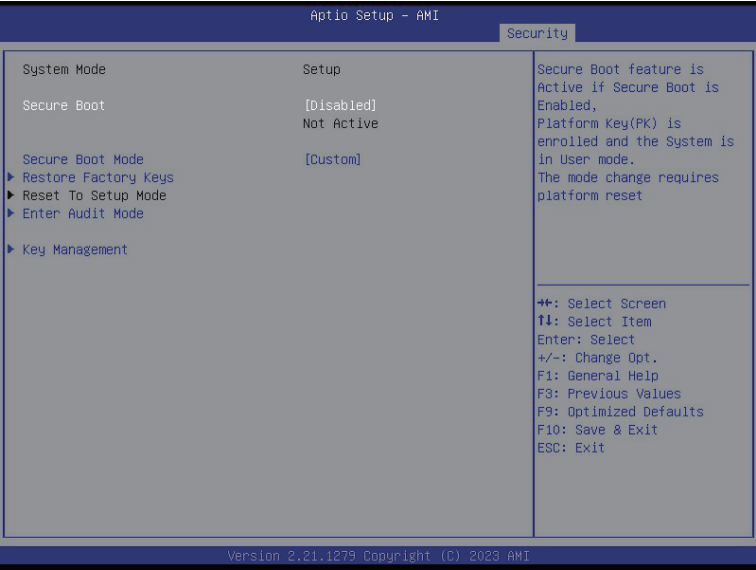 Aptio Setup – AMI
Security
System Mode Setup
Secure Boot [Disabled]
Not Active
Secure Boot Mode [Custom]
▶ Restore Factory Keys
▶ Reset To Setup Mode
▶ Enter Audit Mode
▶ Key Management
Secure Boot feature is
Active if Secure Boot is
Enabled,
Platform Key(PK) is
enrolled and the System is
in User mode.
The mode change requires
platform reset
→←: Select Screen
↑↓: Select Item
Enter: Select
+/-: Change Opt.
F1: General Help
F3: Previous Values
F9: Optimized Defaults
F10: Save & Exit
ESC: Exit
Version 2.21.1279 Copyright (C) 2023 AMI